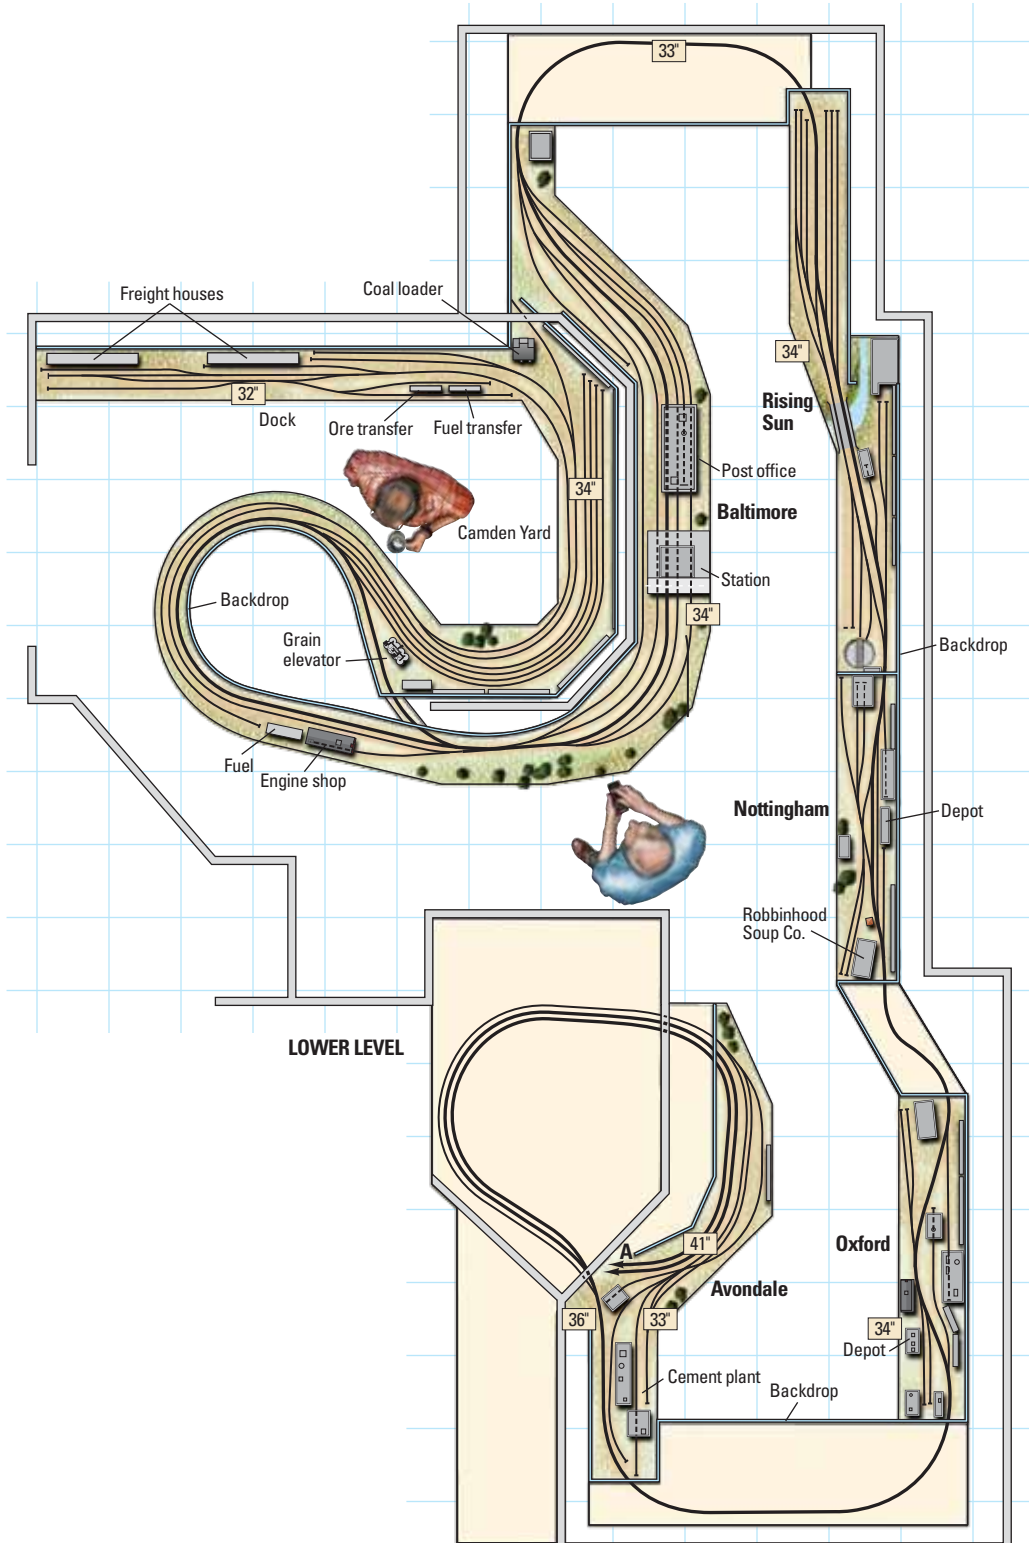 33"
Coal loader
Freight houses
34"
Rising
Sun
32"
Dock
Ore transfer
Fuel transfer
Post office
34"
Baltimore
Camden Yard
Station
Backdrop
34"
Grain
elevator
Backdrop
Fuel
Engine shop
Nottingham
Depot
Robbinhood
Soup Co.
LOWER LEVEL
A
41"
Oxford
Avondale
36"
33"
34"
Depot
Cement plant
Backdrop